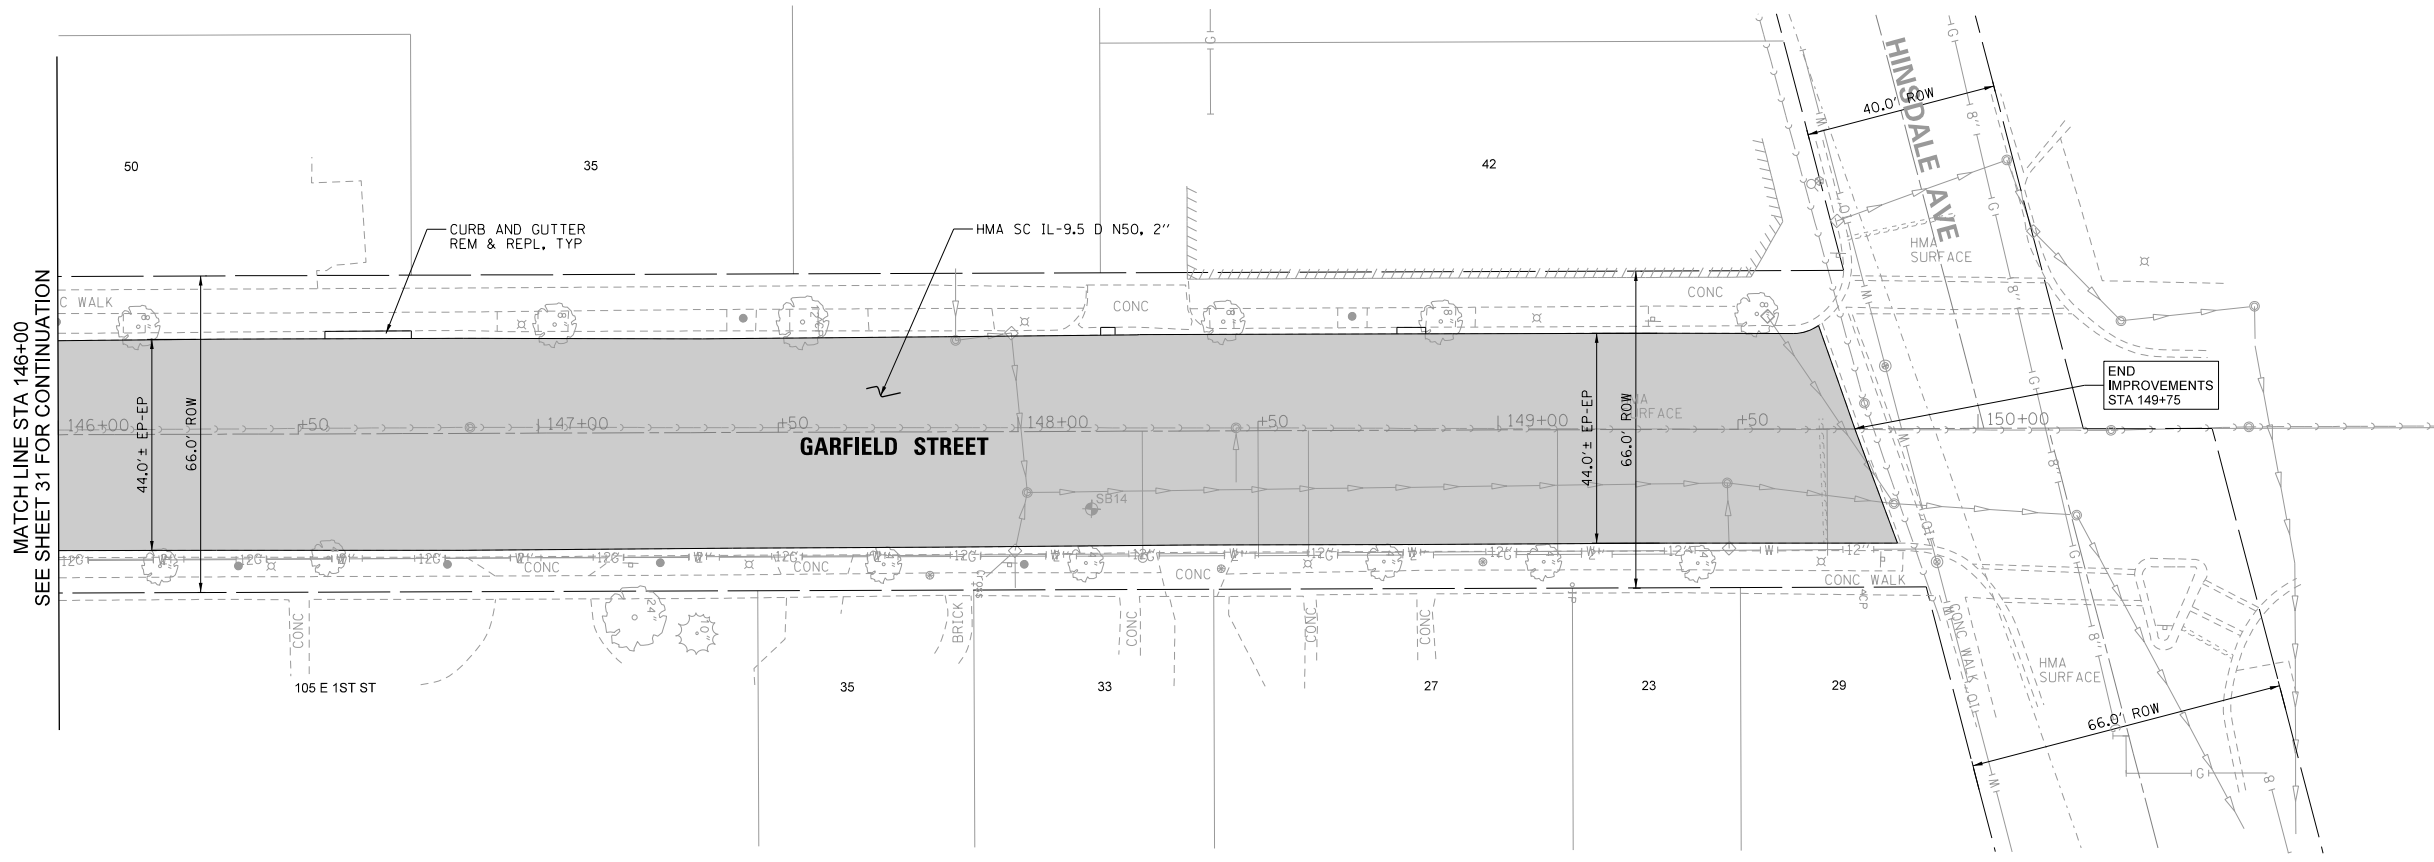 MATCH LINE STA 146+00
SEE SHEET 311 FOR CONTINUATION
50
35
42
CURB AND GUTTER
REM & REPL, TYP
HMA SC IL-9.5 D N50, 2"
HINSDALE AVE
40.0' ROW
HMA
SURFACE
C WALK
CONC
CONC
44.0'± EP-EP
66.0' ROW
146+00
+50
147+00
+50
148+00
+50
149+00
+50
150+00
GARFIELD STREET
44.0'± EP-EP
66.0' ROW
SURFACE
END
IMPROVEMENTS
STA 149+75
SB14
CONC
CONC
CONC
CONC WALK
CONC
24"
10"
BRICK
CONC
CONC
CONC
CONC WALK
HMA
SURFACE
105 E 1ST ST
35
33
27
23
29
66.0' ROW